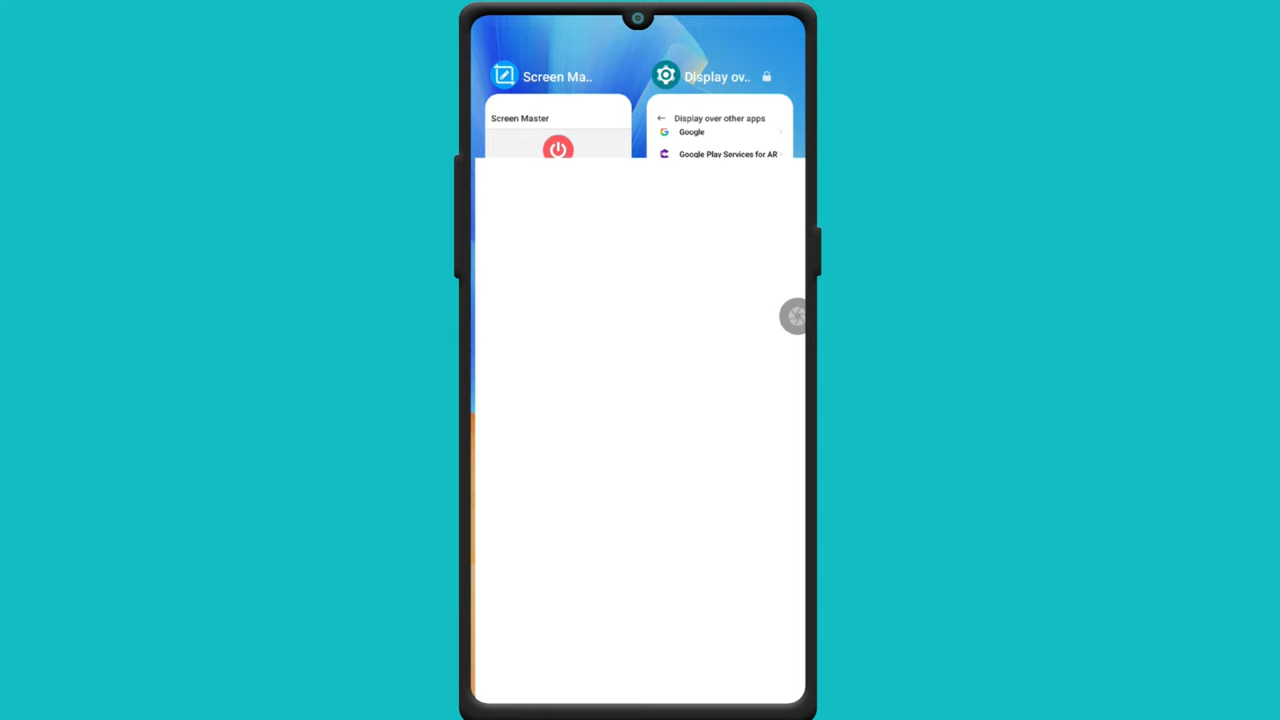 Screen Ma..
Display ov..
Screen Master
Display over other apps
Google
Google Play Services for AR